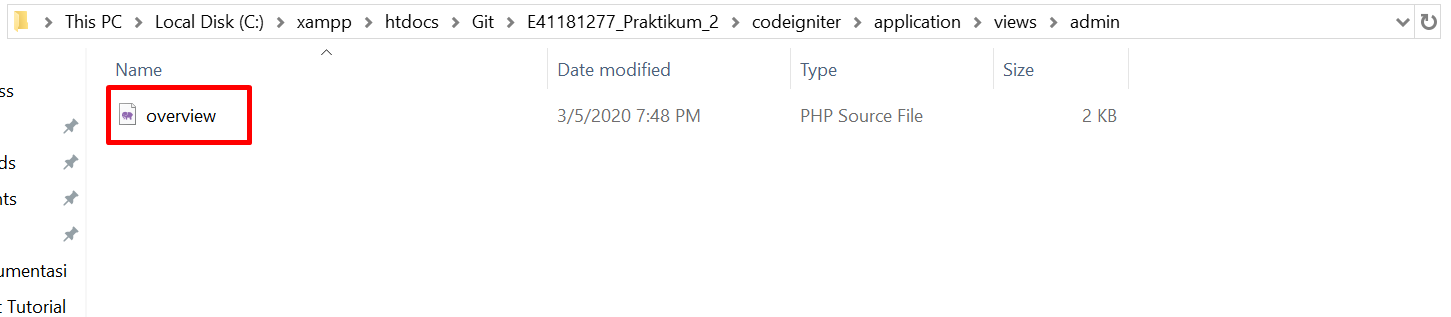 This PC > Local Disk (C:) > xampp > htdocs > Git > E41181277_Praktikum_2 > codeigniter > application > views > admin
Name Date modified Type Size
ss
overview 3/5/2020 7:48 PM PHP Source File 2 KB
ds
nts
umentasi
t Tutorial